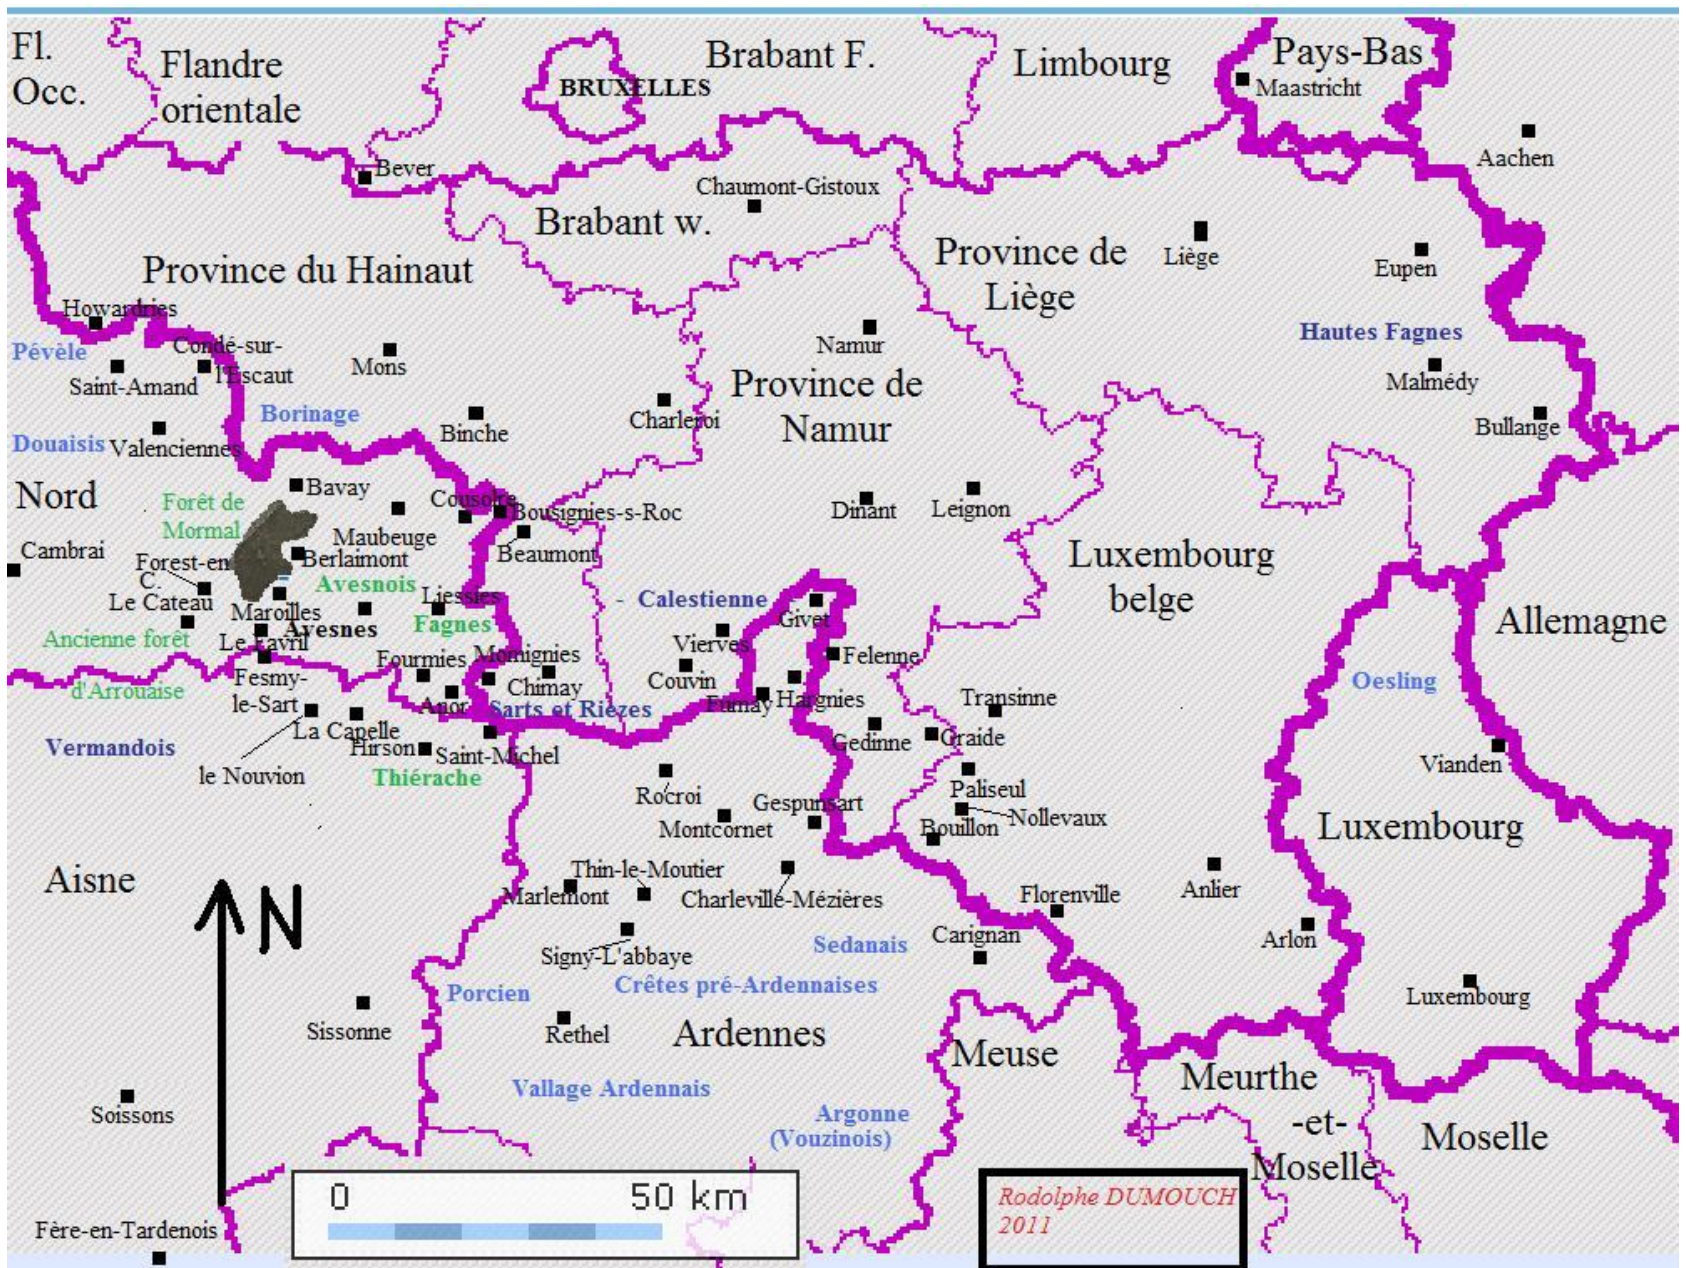 Fl.
Occ.
Flandre
orientale
BRUXELLES
Brabant F.
Limbourg
Pays-Bas
Maastricht
Aachen
Bever
Chaumont-Gistoux
Brabant w.
Province du Hainaut
Province de
Liège
Liège
Eupen
Howardries
Hautes Fagnes
Pévèle
Condé-sur-
l'Escaut
Saint-Amand
Mons
Namur
Malmédy
Province de
Namur
Borinage
Binche
Charleroi
Bullange
Douaisis
Valenciennes
Nord
Bavay
Forêt de
Mormal
Cousolre
Bousignies-s-Roc
Maubeuge
Beaumont
Dinant
Leignon
Cambrai
Forest-en
C.
Berlaimont
Avesnois
Luxembourg
belge
Le Cateau
Maroilles
Liessies
- Calestienne -
Givet
Allemagne
Ancienne forêt
d'Arrouaise
Le Favril
Avesnes
Fagnes
Vierves
Felenne
Fesmy-
le-Sart
Fourmies
Momignies
Chimay
Couvin
Fumay
Hargnies
Transinne
Oesling
Anor
Sarts et Rièzes
Vermandois
La Capelle
Hirson
Saint-Michel
Gedinne
Graide
Vianden
le Nouvion
Thiérache
Rocroi
Gespunsart
Paliseul
Nollevaux
Montcornet
Bouillon
Luxembourg
Aisne
N
Thin-le-Moutier
Marlemont
Charleville-Mézières
Florenville
Anlier
Signy-L'abbaye
Sedanais
Carignan
Arlon
Porcien
Crêtes pré-Ardennaises
Luxembourg
Sissonne
Rethel
Ardennes
Meuse
Meurthe
-et-
Moselle
Vallage Ardennais
Soissons
Argonne
(Vouzinois)
Moselle
0 50 km
Rodolphe DUMOUCH
2011
Fère-en-Tardenois